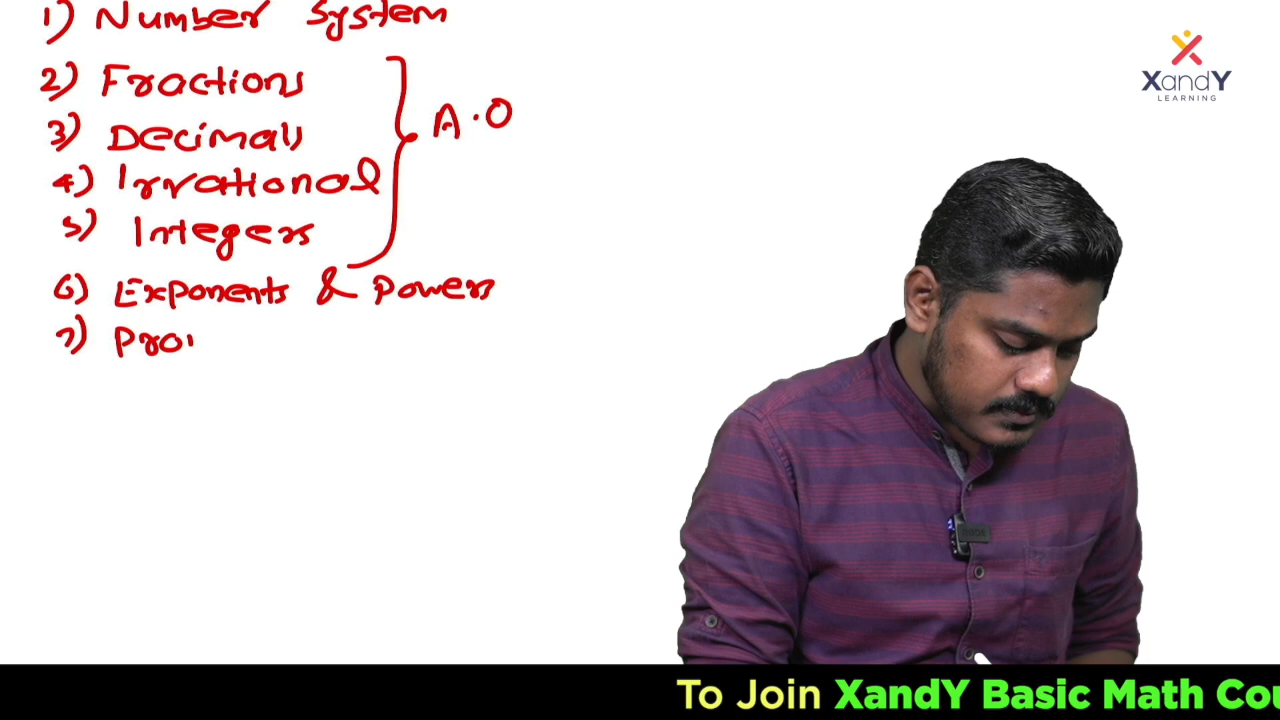 1) Number System
2) Fractions
3) Decimals
4) Irrational
5) Integers
A.O
6) Exponents & Powers
7) Pro
XandY
LEARNING
To Join XandY Basic Math Cou